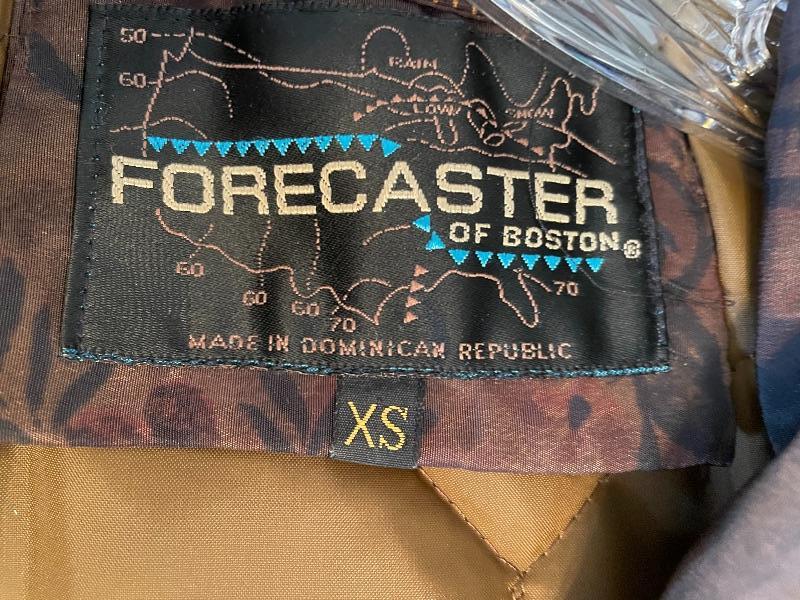 50
60
RAIN
LOW
SNOW
FORECASTER
OF BOSTON®
60
60
60
70
70
MADE IN DOMINICAN REPUBLIC
XS